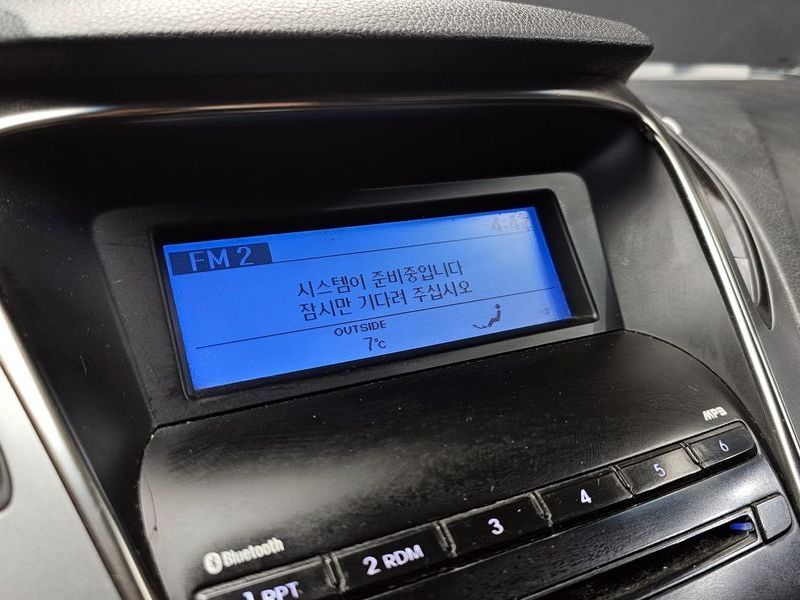 FM 2
시스템이 준비중입니다
잠시만 기다려 주십시오
OUTSIDE
7°C
MP3
Bluetooth
1 RPT
2 RDM
3
4
5
6